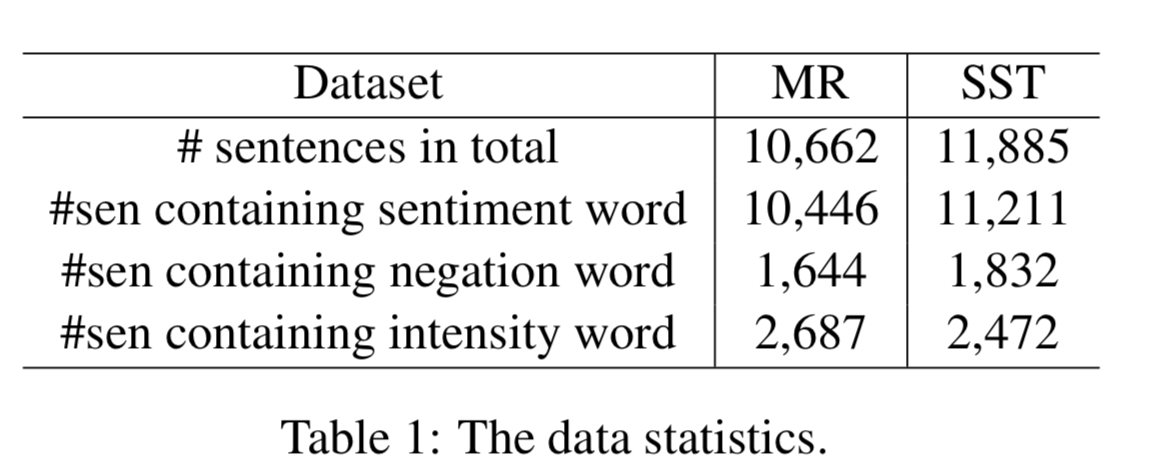 Dataset MR SST
# sentences in total 10,662 11,885
#sen containing sentiment word 10,446 11,211
#sen containing negation word 1,644 1,832
#sen containing intensity word 2,687 2,472
Table 1: The data statistics.